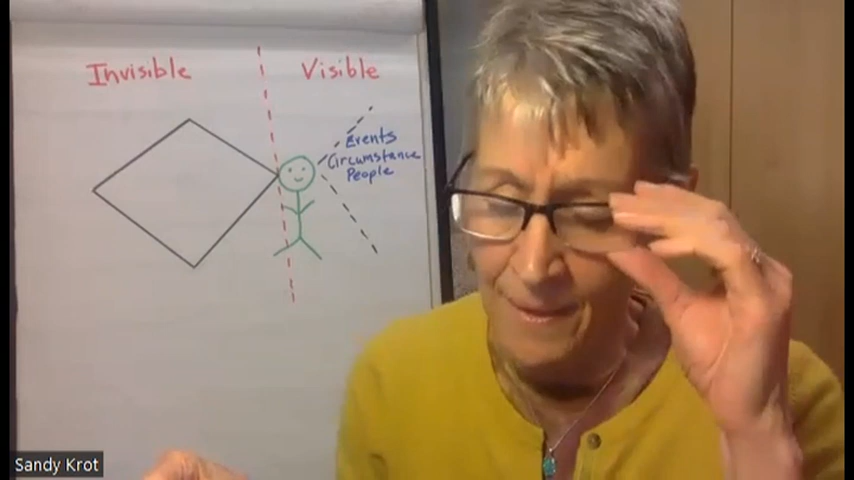 Invisible
Visible
Events
Circumstance
People
Sandy Krot